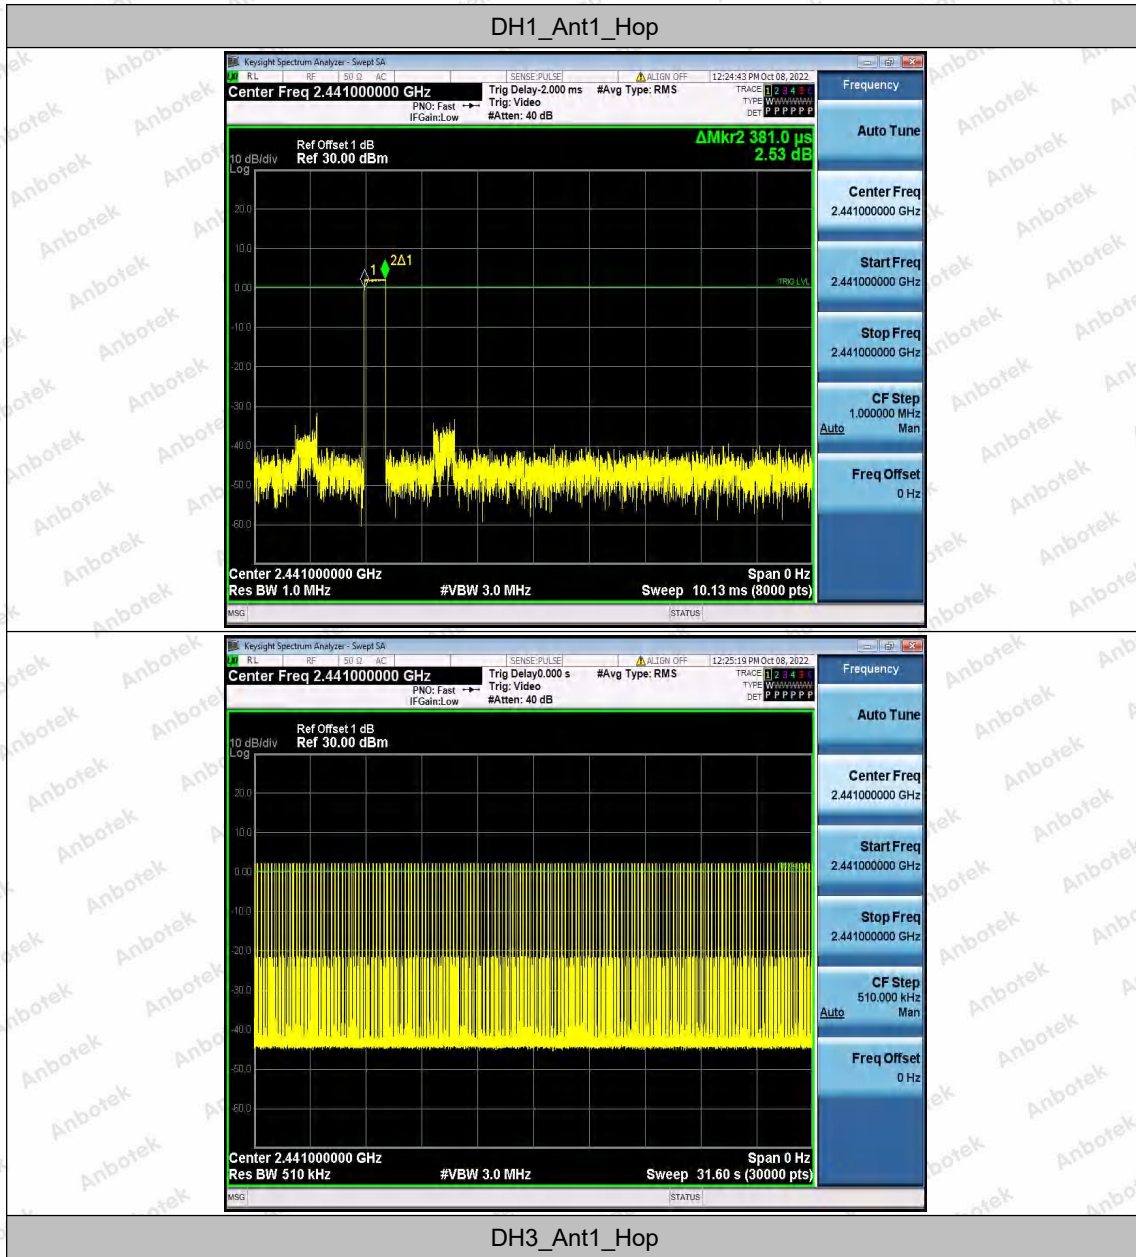 DH1_Ant1_Hop
Keysight Spectrum Analyzer - Swept SA
RL RF 50 Ω AC SENSE:PULSE ALIGN OFF 12:24:43 PM Oct 08, 2022
Center Freq 2.441000000 GHz
PNO: Fast
IFGain:Low
Trig Delay-2.000 ms
Trig: Video
#Atten: 40 dB
#Avg Type: RMS
TRACE 1 2 3 4 5 6
TYPE WWWWWW
DET P P P P P P
Frequency
Auto Tune
Center Freq
2.441000000 GHz
Start Freq
2.441000000 GHz
Stop Freq
2.441000000 GHz
CF Step
1.000000 MHz
Auto Man
Freq Offset
0 Hz
ΔMkr2 381.0 µs
2.53 dB
Ref Offset 1 dB
10 dB/div Ref 30.00 dBm
Log
20.0
10.0
0.00
-10.0
-20.0
-30.0
-40.0
-50.0
-60.0
1
2Δ1
TRIG LVL
Center 2.441000000 GHz Span 0 Hz
Res BW 1.0 MHz #VBW 3.0 MHz Sweep 10.13 ms (8000 pts)
MSG STATUS
Keysight Spectrum Analyzer - Swept SA
RL RF 50 Ω AC SENSE:PULSE ALIGN OFF 12:25:19 PM Oct 08, 2022
Center Freq 2.441000000 GHz
PNO: Fast
IFGain:Low
Trig Delay0.000 s
Trig: Video
#Atten: 40 dB
#Avg Type: RMS
TRACE 1 2 3 4 5 6
TYPE WWWWWW
DET P P P P P P
Frequency
Auto Tune
Center Freq
2.441000000 GHz
Start Freq
2.441000000 GHz
Stop Freq
2.441000000 GHz
CF Step
510.000 kHz
Auto Man
Freq Offset
0 Hz
Ref Offset 1 dB
10 dB/div Ref 30.00 dBm
Log
20.0
10.0
0.00
-10.0
-20.0
-30.0
-40.0
-50.0
-60.0
Center 2.441000000 GHz Span 0 Hz
Res BW 510 kHz #VBW 3.0 MHz Sweep 31.60 s (30000 pts)
MSG STATUS
DH3_Ant1_Hop
Anbotek